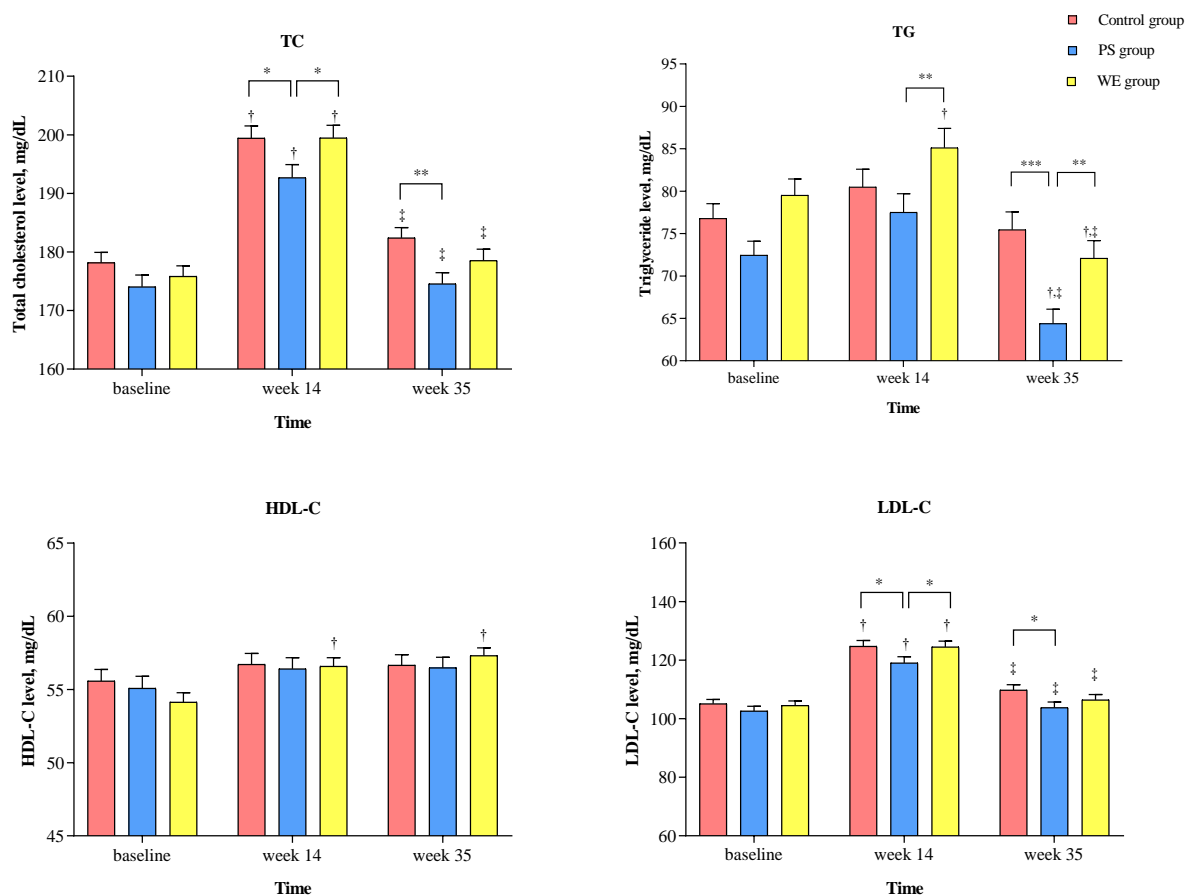 TC
Total cholesterol level, mg/dL
210
200
190
180
170
160
* *
† † †
**
‡ ‡ ‡
baseline week 14 week 35
Time
TG
Control group
PS group
WE group
Triglyceride level, mg/dL
95
90
85
80
75
70
65
60
**
†
*** **
†,‡ †,‡
baseline week 14 week 35
Time
HDL-C
HDL-C level, mg/dL
65
60
55
50
45
† †
baseline week 14 week 35
Time
LDL-C
LDL-C level, mg/dL
160
140
120
100
80
60
* *
† † †
*
‡ ‡ ‡
baseline week 14 week 35
Time